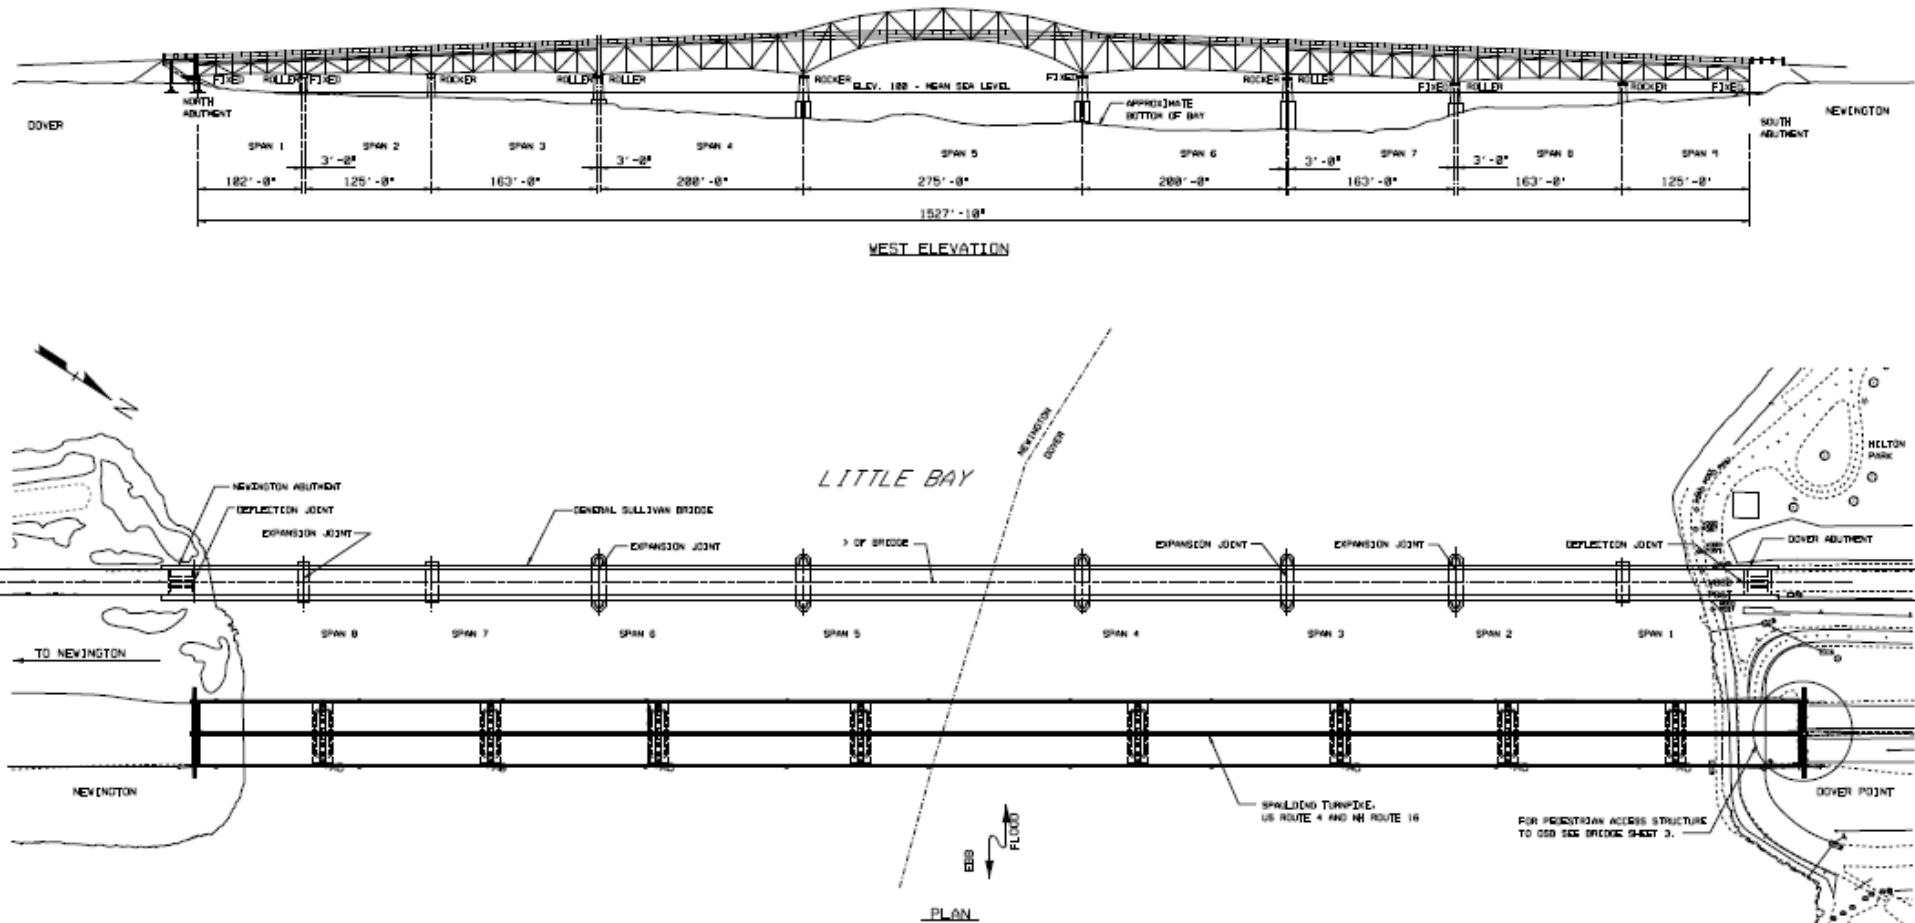 FIXED ROLLER FIXED ROCKER ROLLER ROLLER ROCKER FIXED ROCKER ROLLER FIXED ROLLER ROCKER FIXED
ELEV. 100 - MEAN SEA LEVEL
NORTH
ABUTMENT
APPROXIMATE
BOTTOM OF BAY
DOVER
NEWINGTON
SOUTH
ABUTMENT
SPAN 1 SPAN 2 SPAN 3 SPAN 4 SPAN 5 SPAN 6 SPAN 7 SPAN 8 SPAN 9
3'-0" 3'-0" 3'-0" 3'-0"
102'-0" 125'-0" 163'-0" 200'-0" 275'-0" 200'-0" 163'-0" 163'-0' 125'-0'
1527'-10"
WEST ELEVATION
N
NEWINGTON
DOVER
LITTLE BAY
HILTON
PARK
NEWINGTON ABUTMENT
DEFLECTION JOINT
EXPANSION JOINT
GENERAL SULLIVAN BRIDGE
EXPANSION JOINT
> OF BRIDGE
EXPANSION JOINT
EXPANSION JOINT
DEFLECTION JOINT
DOVER ABUTMENT
SPAN 8 SPAN 7 SPAN 6 SPAN 5 SPAN 4 SPAN 3 SPAN 2 SPAN 1
TO NEWINGTON
NEWINGTON
SPAULDING TURNPIKE,
US ROUTE 4 AND NH ROUTE 16
DOVER POINT
FOR PEDESTRIAN ACCESS STRUCTURE
TO GSB SEE BRIDGE SHEET 3.
EBB
FLOOD
PLAN